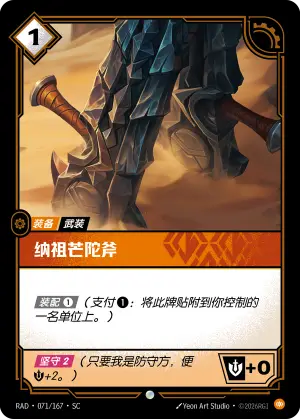 1
装备 武装
纳祖芒陀斧
装配 1 (支付1：将此牌贴附到你控制的
一名单位上。)
坚守 2 (只要我是防守方，便
+2。)
+0
RAD • 071/167 • SC
Yeon Art Studio
©2026RGI